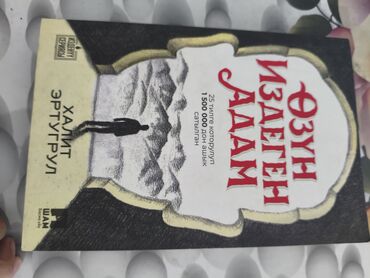 ӨЗҮН
ИЗДЕГЕН
АДАМ
25 тилге которулуп
1 500 000 дон ашык
сатылган
ХАЛИТ
ЭРТУГРУЛ
ШАМ